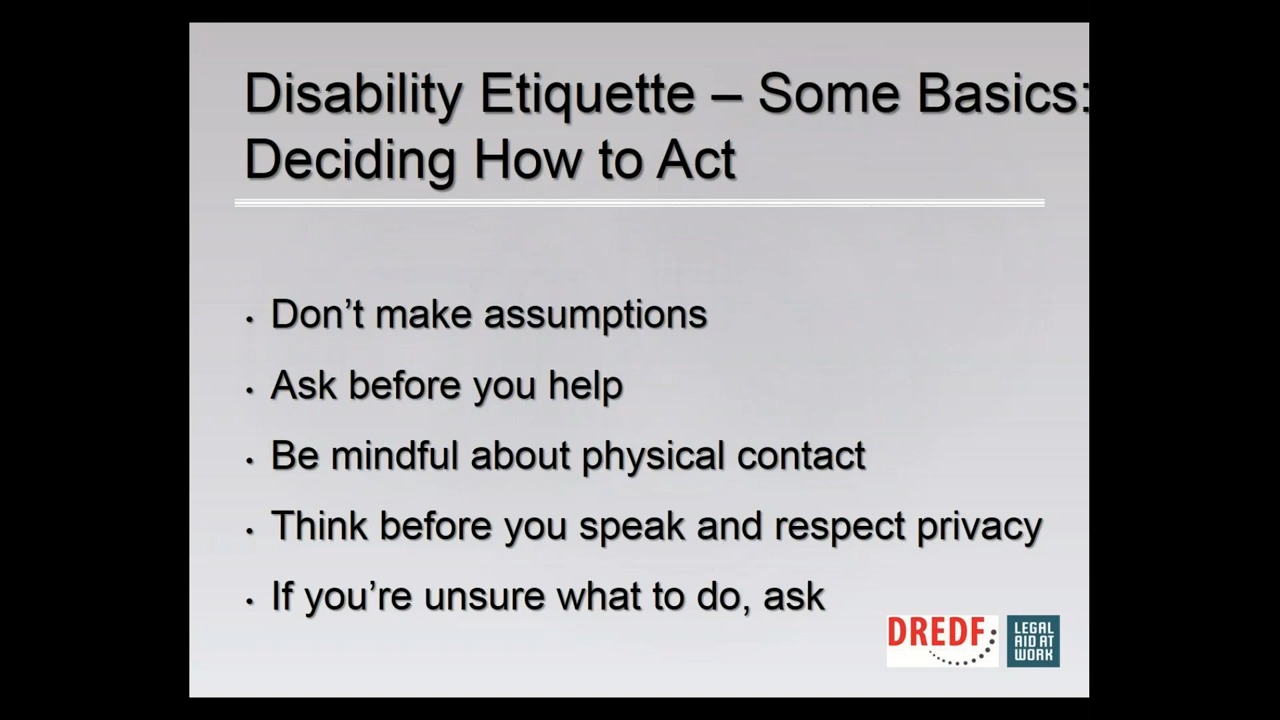 Disability Etiquette – Some Basics:
Deciding How to Act
• Don’t make assumptions
• Ask before you help
• Be mindful about physical contact
• Think before you speak and respect privacy
• If you’re unsure what to do, ask
DREDF
LEGAL
AID AT
WORK